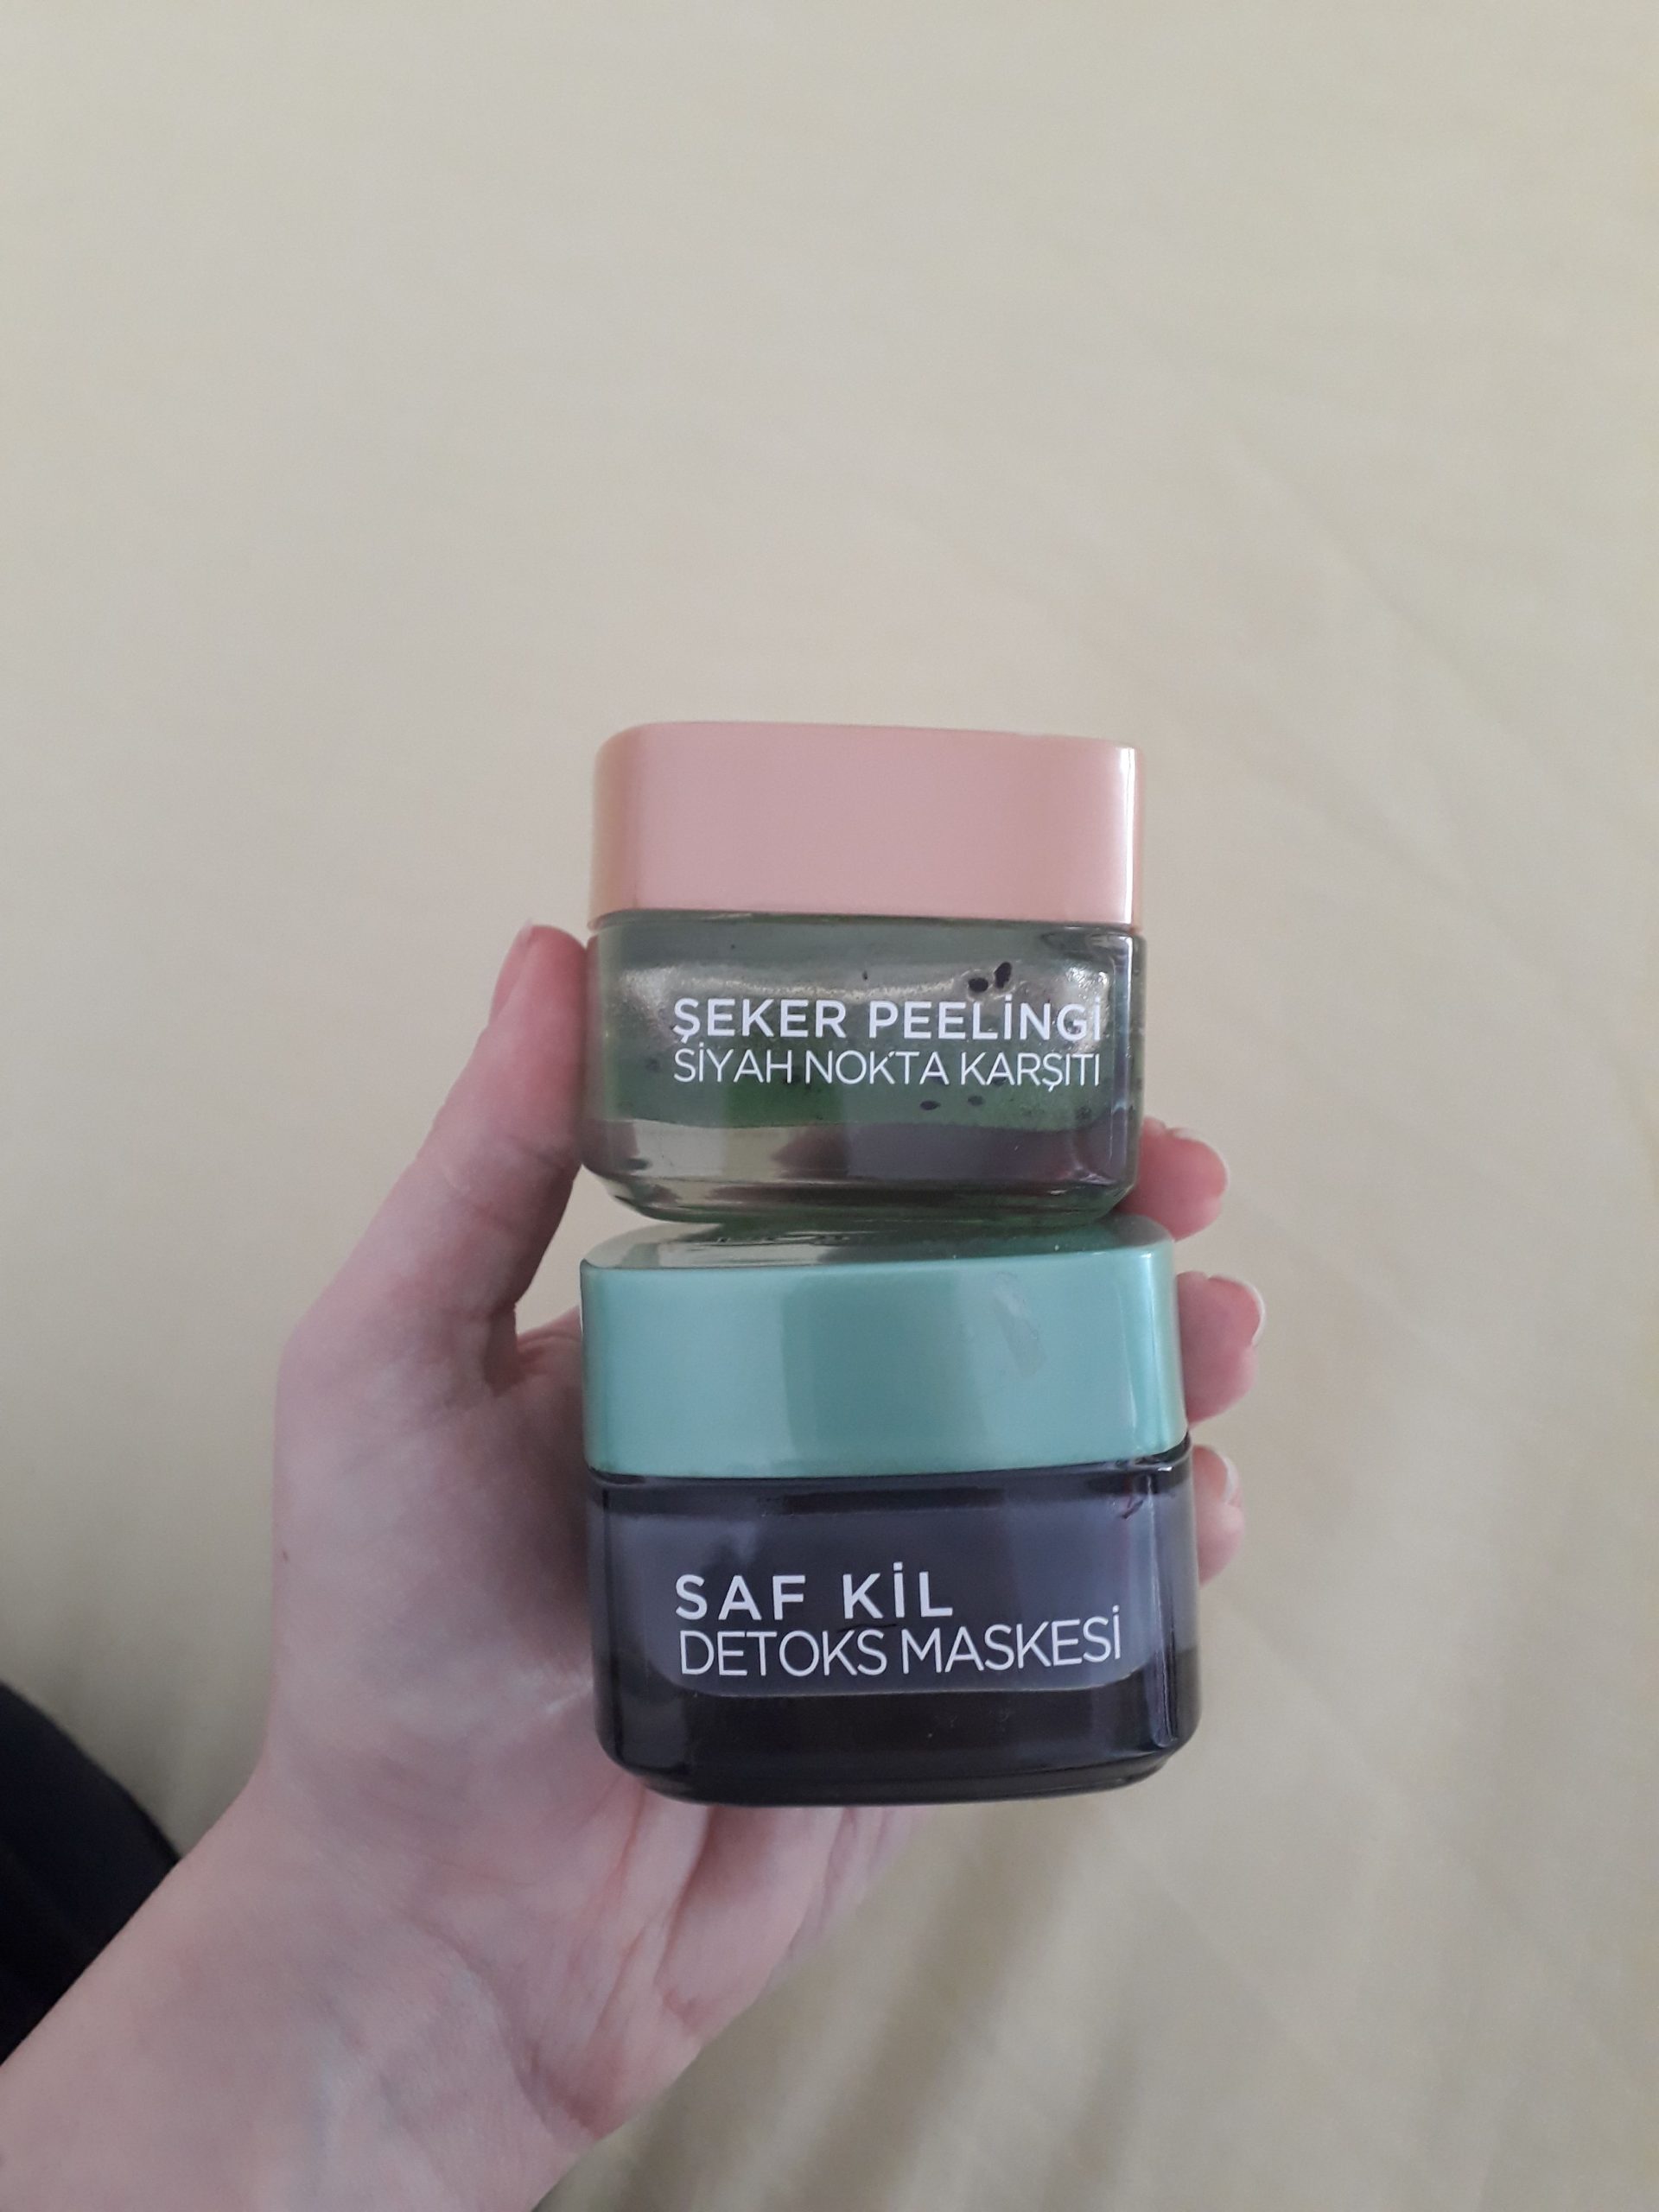 ŞEKER PEELİNGİ
SİYAH NOKTA KARŞITI
SAF KİL
DETOKS MASKESİ